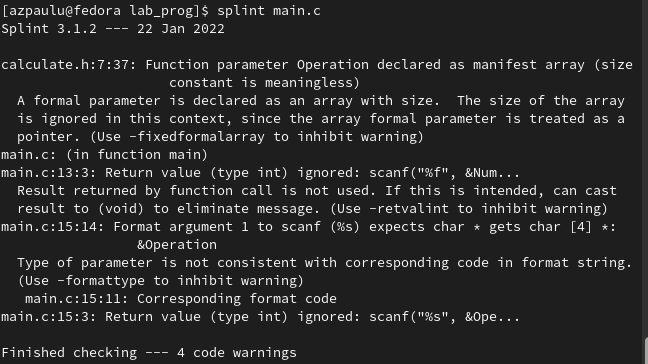 [azpaulu@fedora lab_prog]$ splint main.c
Splint 3.1.2 --- 22 Jan 2022

calculate.h:7:37: Function parameter Operation declared as manifest array (size
                     constant is meaningless)
  A formal parameter is declared as an array with size.  The size of the array
  is ignored in this context, since the array formal parameter is treated as a
  pointer. (Use -fixedformalarray to inhibit warning)
main.c: (in function main)
main.c:13:3: Return value (type int) ignored: scanf("%f", &Num...
  Result returned by function call is not used. If this is intended, can cast
  result to (void) to eliminate message. (Use -retvalint to inhibit warning)
main.c:15:14: Format argument 1 to scanf (%s) expects char * gets char [4] *:
                 &Operation
  Type of parameter is not consistent with corresponding code in format string.
  (Use -formattype to inhibit warning)
   main.c:15:11: Corresponding format code
main.c:15:3: Return value (type int) ignored: scanf("%s", &Ope...

Finished checking --- 4 code warnings